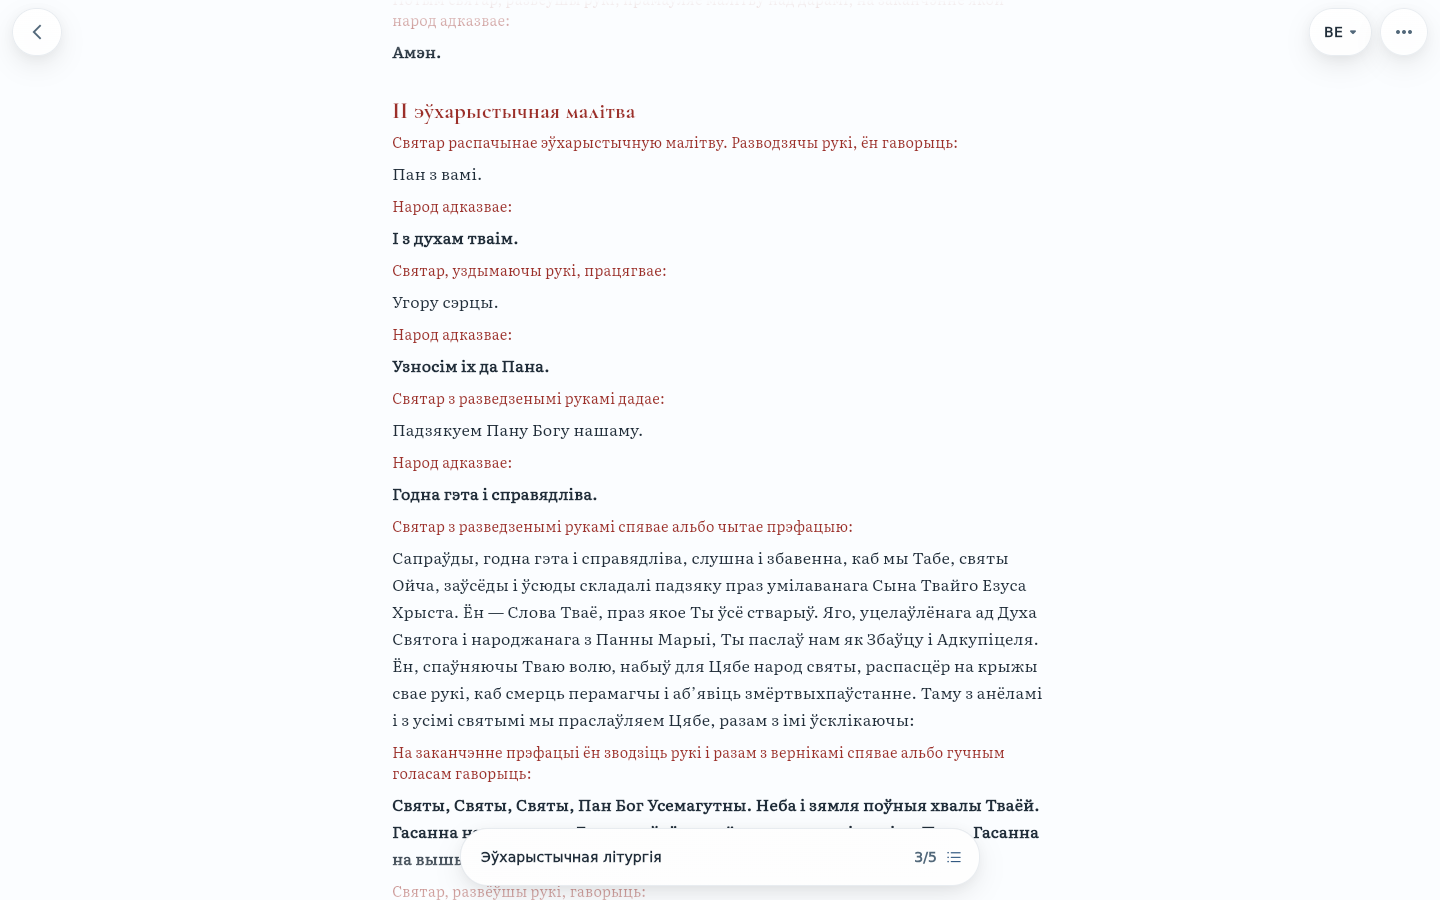 народ адказвае:
Амэн.
BE
II эўхарыстычная малітва
Святар распачынае эўхарыстычную малітву. Разводзячы рукі, ён гаворыць:
Пан з вамі.
Народ адказвае:
І з духам тваім.
Святар, уздымаючы рукі, працягвае:
Угору сэрцы.
Народ адказвае:
Узносім іх да Пана.
Святар з разведзенымі рукамі дадае:
Падзякуем Пану Богу нашаму.
Народ адказвае:
Годна гэта і справядліва.
Святар з разведзенымі рукамі спявае альбо чытае прэфацыю:
Сапраўды, годна гэта і справядліва, слушна і збавенна, каб мы Табе, святы
Ойча, заўсёды і ўсюды складалі падзяку праз умілаванага Сына Твайго Езуса
Хрыста. Ён — Слова Тваё, праз якое Ты ўсё стварыў. Яго, уцелаўлёнага ад Духа
Святога і народжанага з Панны Марыі, Ты паслаў нам як Збаўцу і Адкупіцеля.
Ён, спаўняючы Тваю волю, набыў для Цябе народ святы, распасцёр на крыжы
свае рукі, каб смерць перамагчы і аб’явіць змёртвыхпаўстанне. Таму з анёламі
і з усімі святымі мы праслаўляем Цябе, разам з імі ўсклікаючы:
На заканчэнне прэфацыі ён зводзіць рукі і разам з вернікамі спявае альбо гучным
голасам гаворыць:
Святы, Святы, Святы, Пан Бог Усемагутны. Неба і зямля поўныя хвалы Тваёй.
Гасанна Гасанна
на
Эўхарыстычная літургія 3/5
Святар, развёўшы рукі, гаворыць: